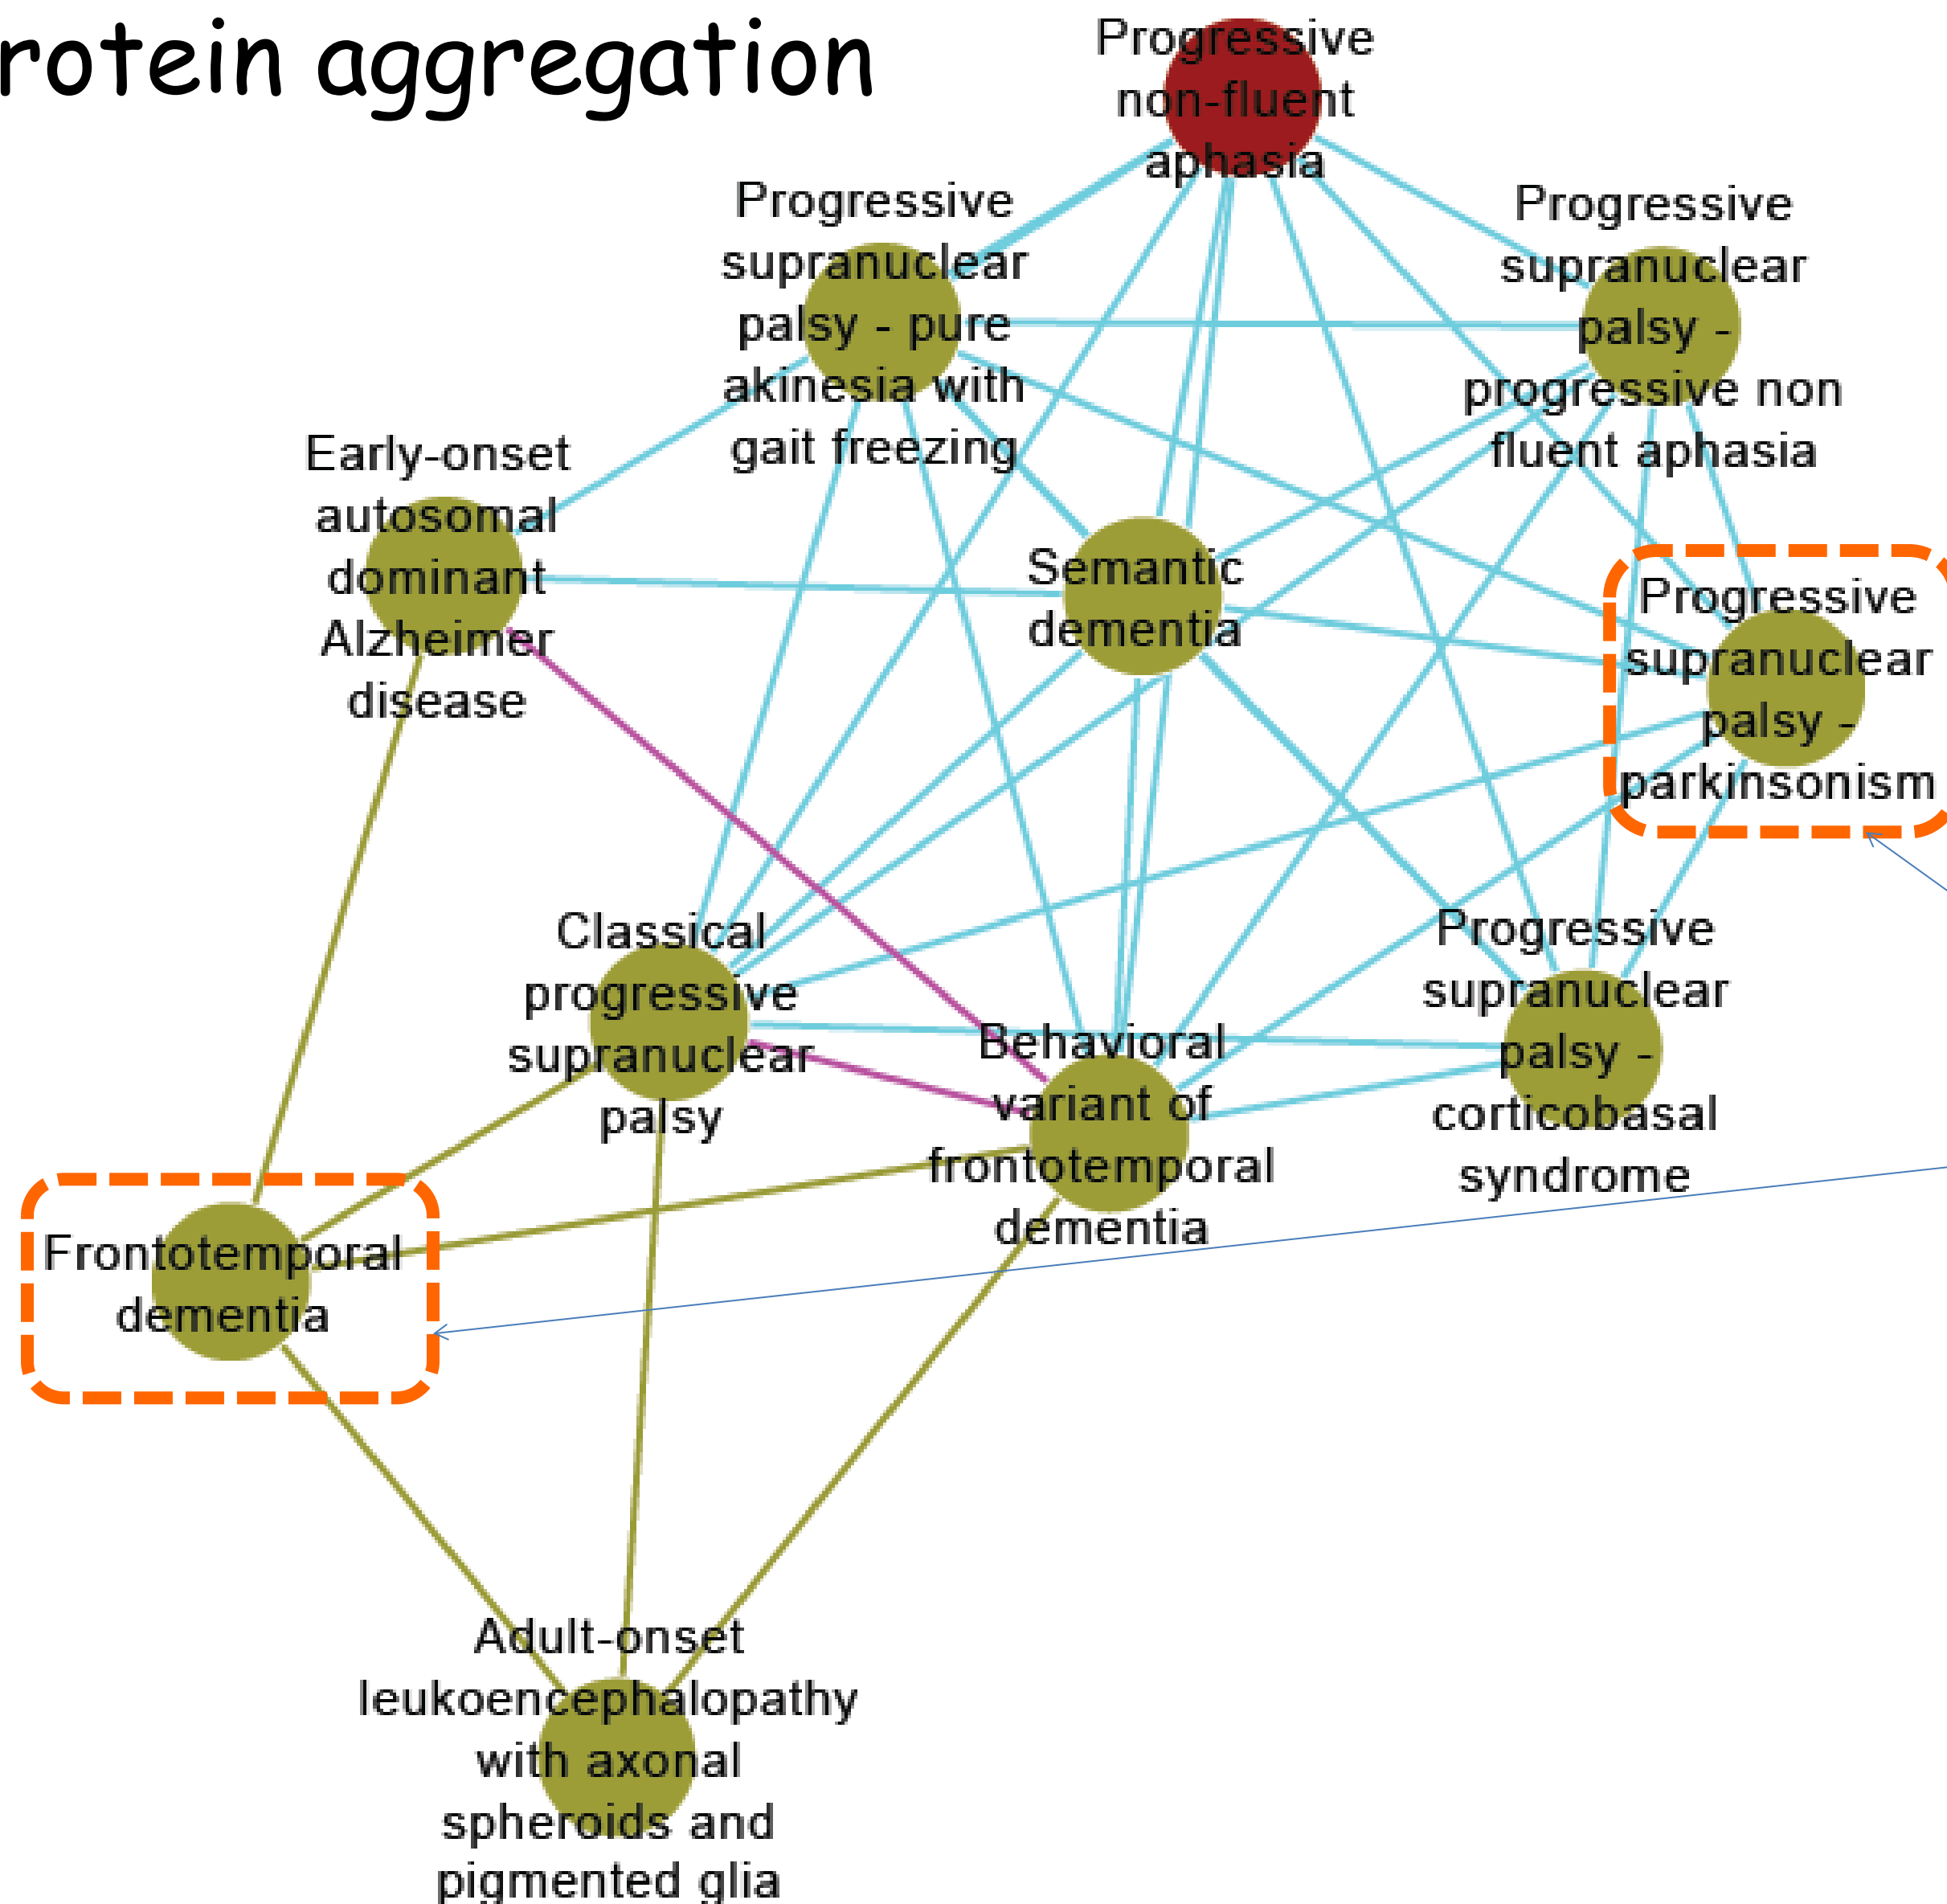 rotein aggregation
Progressive
non-fluent
aphasia
Progressive
supranuclear
palsy - pure
akinesia with
gait freezing
Progressive
supranuclear
palsy -
progressive non
fluent aphasia
Early-onset
autosomal
dominant
Alzheimer
disease
Semantic
dementia
Progressive
supranuclear
palsy -
parkinsonism
Classical
progressive
supranuclear
palsy
Behavioral
variant of
frontotemporal
dementia
Progressive
supranuclear
palsy -
corticobasal
syndrome
Frontotemporal
dementia
Adult-onset
leukoencephalopathy
with axonal
spheroids and
pigmented glia